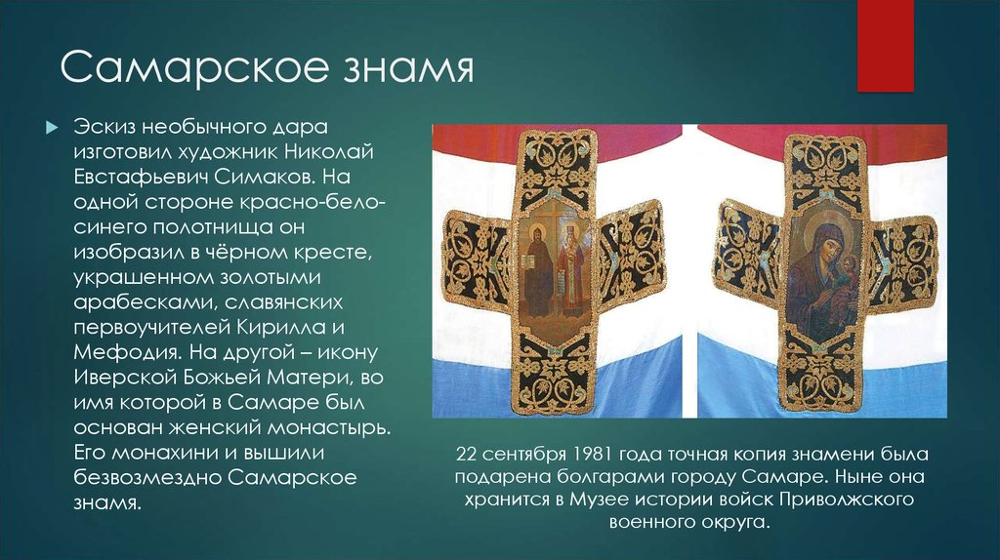 Самарское знамя
Эскиз необычного дара
изготовил художник Николай
Евстафьевич Симаков. На
одной стороне красно-бело-
синего полотнища он
изобразил в чёрном кресте,
украшенном золотыми
арабесками, славянских
первоучителей Кирилла и
Мефодия. На другой – икону
Иверской Божьей Матери, во
имя которой в Самаре был
основан женский монастырь.
Его монахини и вышили
безвозмездно Самарское
знамя.
22 сентября 1981 года точная копия знамени была
подарена болгарами городу Самаре. Ныне она
хранится в Музее истории войск Приволжского
военного округа.